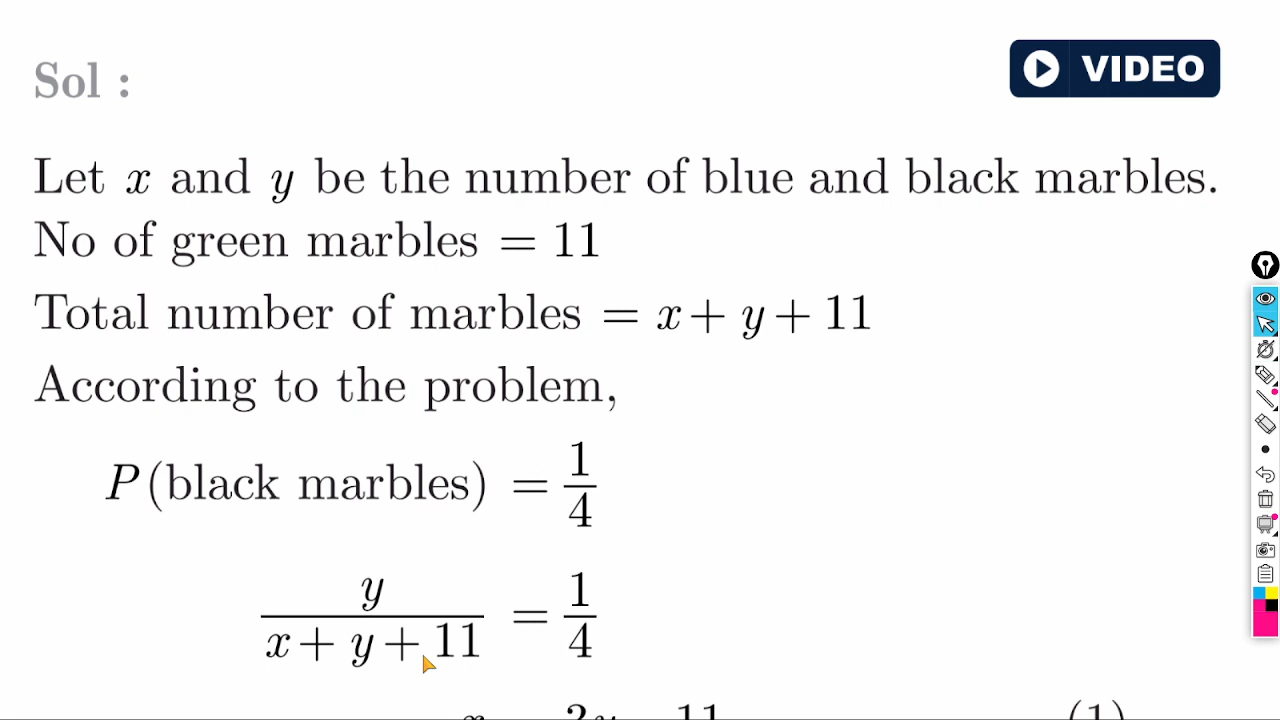 Sol :
VIDEO
Let x and y be the number of blue and black marbles.
No of green marbles = 11
Total number of marbles = x + y + 11
According to the problem,
P(black marbles) = 1/4
y/(x + y + 11) = 1/4